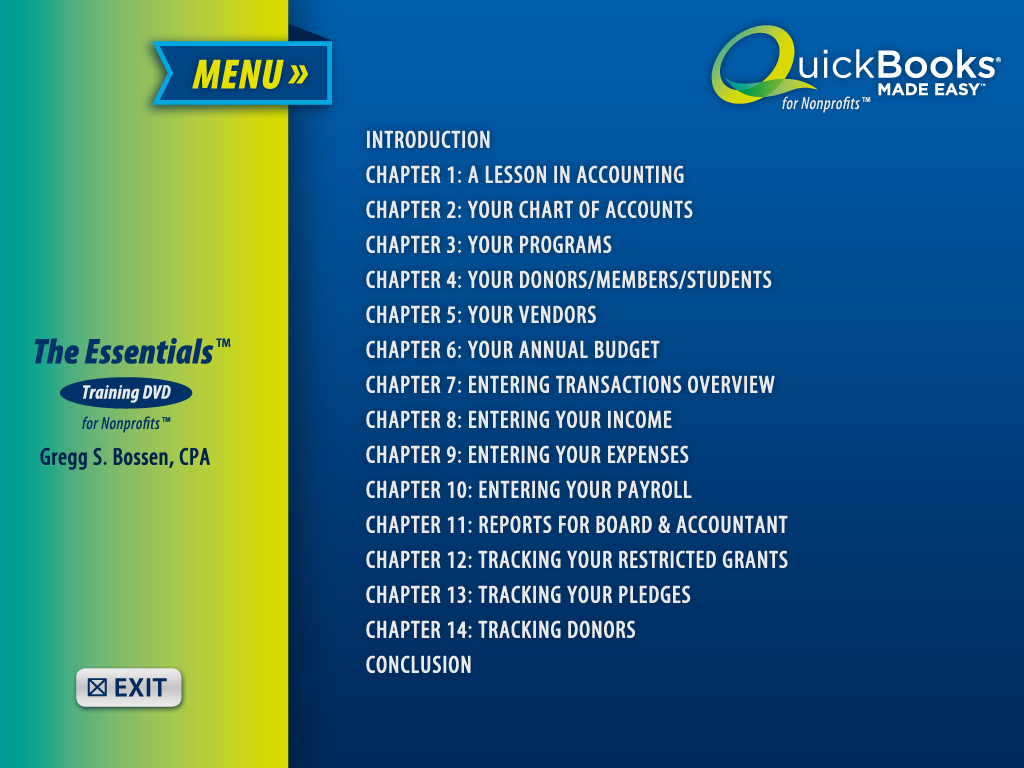 MENU »
QuickBooks®
MADE EASY™
for Nonprofits™
INTRODUCTION
CHAPTER 1: A LESSON IN ACCOUNTING
CHAPTER 2: YOUR CHART OF ACCOUNTS
CHAPTER 3: YOUR PROGRAMS
CHAPTER 4: YOUR DONORS/MEMBERS/STUDENTS
CHAPTER 5: YOUR VENDORS
CHAPTER 6: YOUR ANNUAL BUDGET
CHAPTER 7: ENTERING TRANSACTIONS OVERVIEW
CHAPTER 8: ENTERING YOUR INCOME
CHAPTER 9: ENTERING YOUR EXPENSES
CHAPTER 10: ENTERING YOUR PAYROLL
CHAPTER 11: REPORTS FOR BOARD & ACCOUNTANT
CHAPTER 12: TRACKING YOUR RESTRICTED GRANTS
CHAPTER 13: TRACKING YOUR PLEDGES
CHAPTER 14: TRACKING DONORS
CONCLUSION
The Essentials™
Training DVD
for Nonprofits™
Gregg S. Bossen, CPA
EXIT